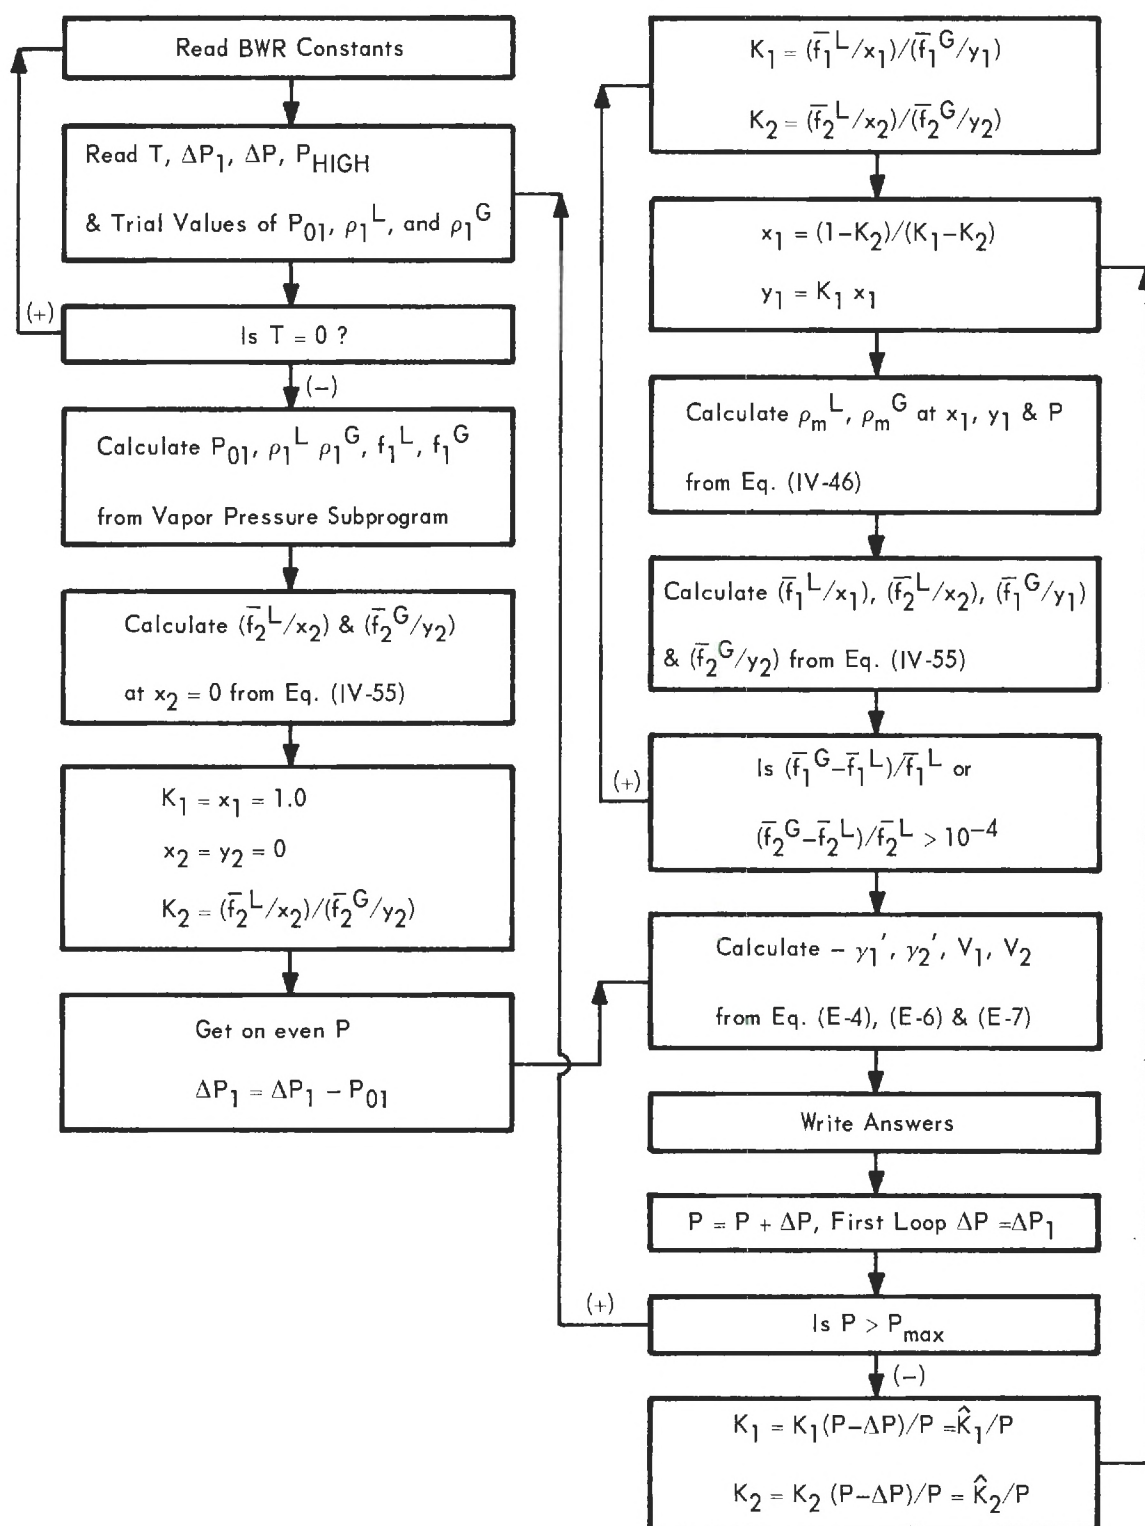 Read BWR Constants
Read T, ΔP₁, ΔP, P_HIGH
& Trial Values of P₀₁, ρ₁ᴸ, and ρ₁ᴳ
(+)
Is T = 0 ?
(−)
Calculate P₀₁, ρ₁ᴸ ρ₁ᴳ, f₁ᴸ, f₁ᴳ
from Vapor Pressure Subprogram
Calculate (f̅₂ᴸ/x₂) & (f̅₂ᴳ/y₂)
at x₂ = 0 from Eq. (IV-55)
K₁ = x₁ = 1.0
x₂ = y₂ = 0
K₂ = (f̅₂ᴸ/x₂)/(f̅₂ᴳ/y₂)
Get on even P
ΔP₁ = ΔP₁ − P₀₁
K₁ = (f̅₁ᴸ/x₁)/(f̅₁ᴳ/y₁)
K₂ = (f̅₂ᴸ/x₂)/(f̅₂ᴳ/y₂)
x₁ = (1−K₂)/(K₁−K₂)
y₁ = K₁ x₁
Calculate ρₘᴸ, ρₘᴳ at x₁, y₁ & P
from Eq. (IV-46)
Calculate (f̅₁ᴸ/x₁), (f̅₂ᴸ/x₂), (f̅₁ᴳ/y₁)
& (f̅₂ᴳ/y₂) from Eq. (IV-55)
Is (f̅₁ᴳ−f̅₁ᴸ)/f̅₁ᴸ or
(+)
(f̅₂ᴳ−f̅₂ᴸ)/f̅₂ᴸ > 10⁻⁴
Calculate − γ₁′, γ₂′, V₁, V₂
from Eq. (E-4), (E-6) & (E-7)
Write Answers
P = P + ΔP, First Loop ΔP =ΔP₁
(+)
Is P > P_max
(−)
K₁ = K₁(P−ΔP)/P =K̂₁/P
K₂ = K₂ (P−ΔP)/P = K̂₂/P